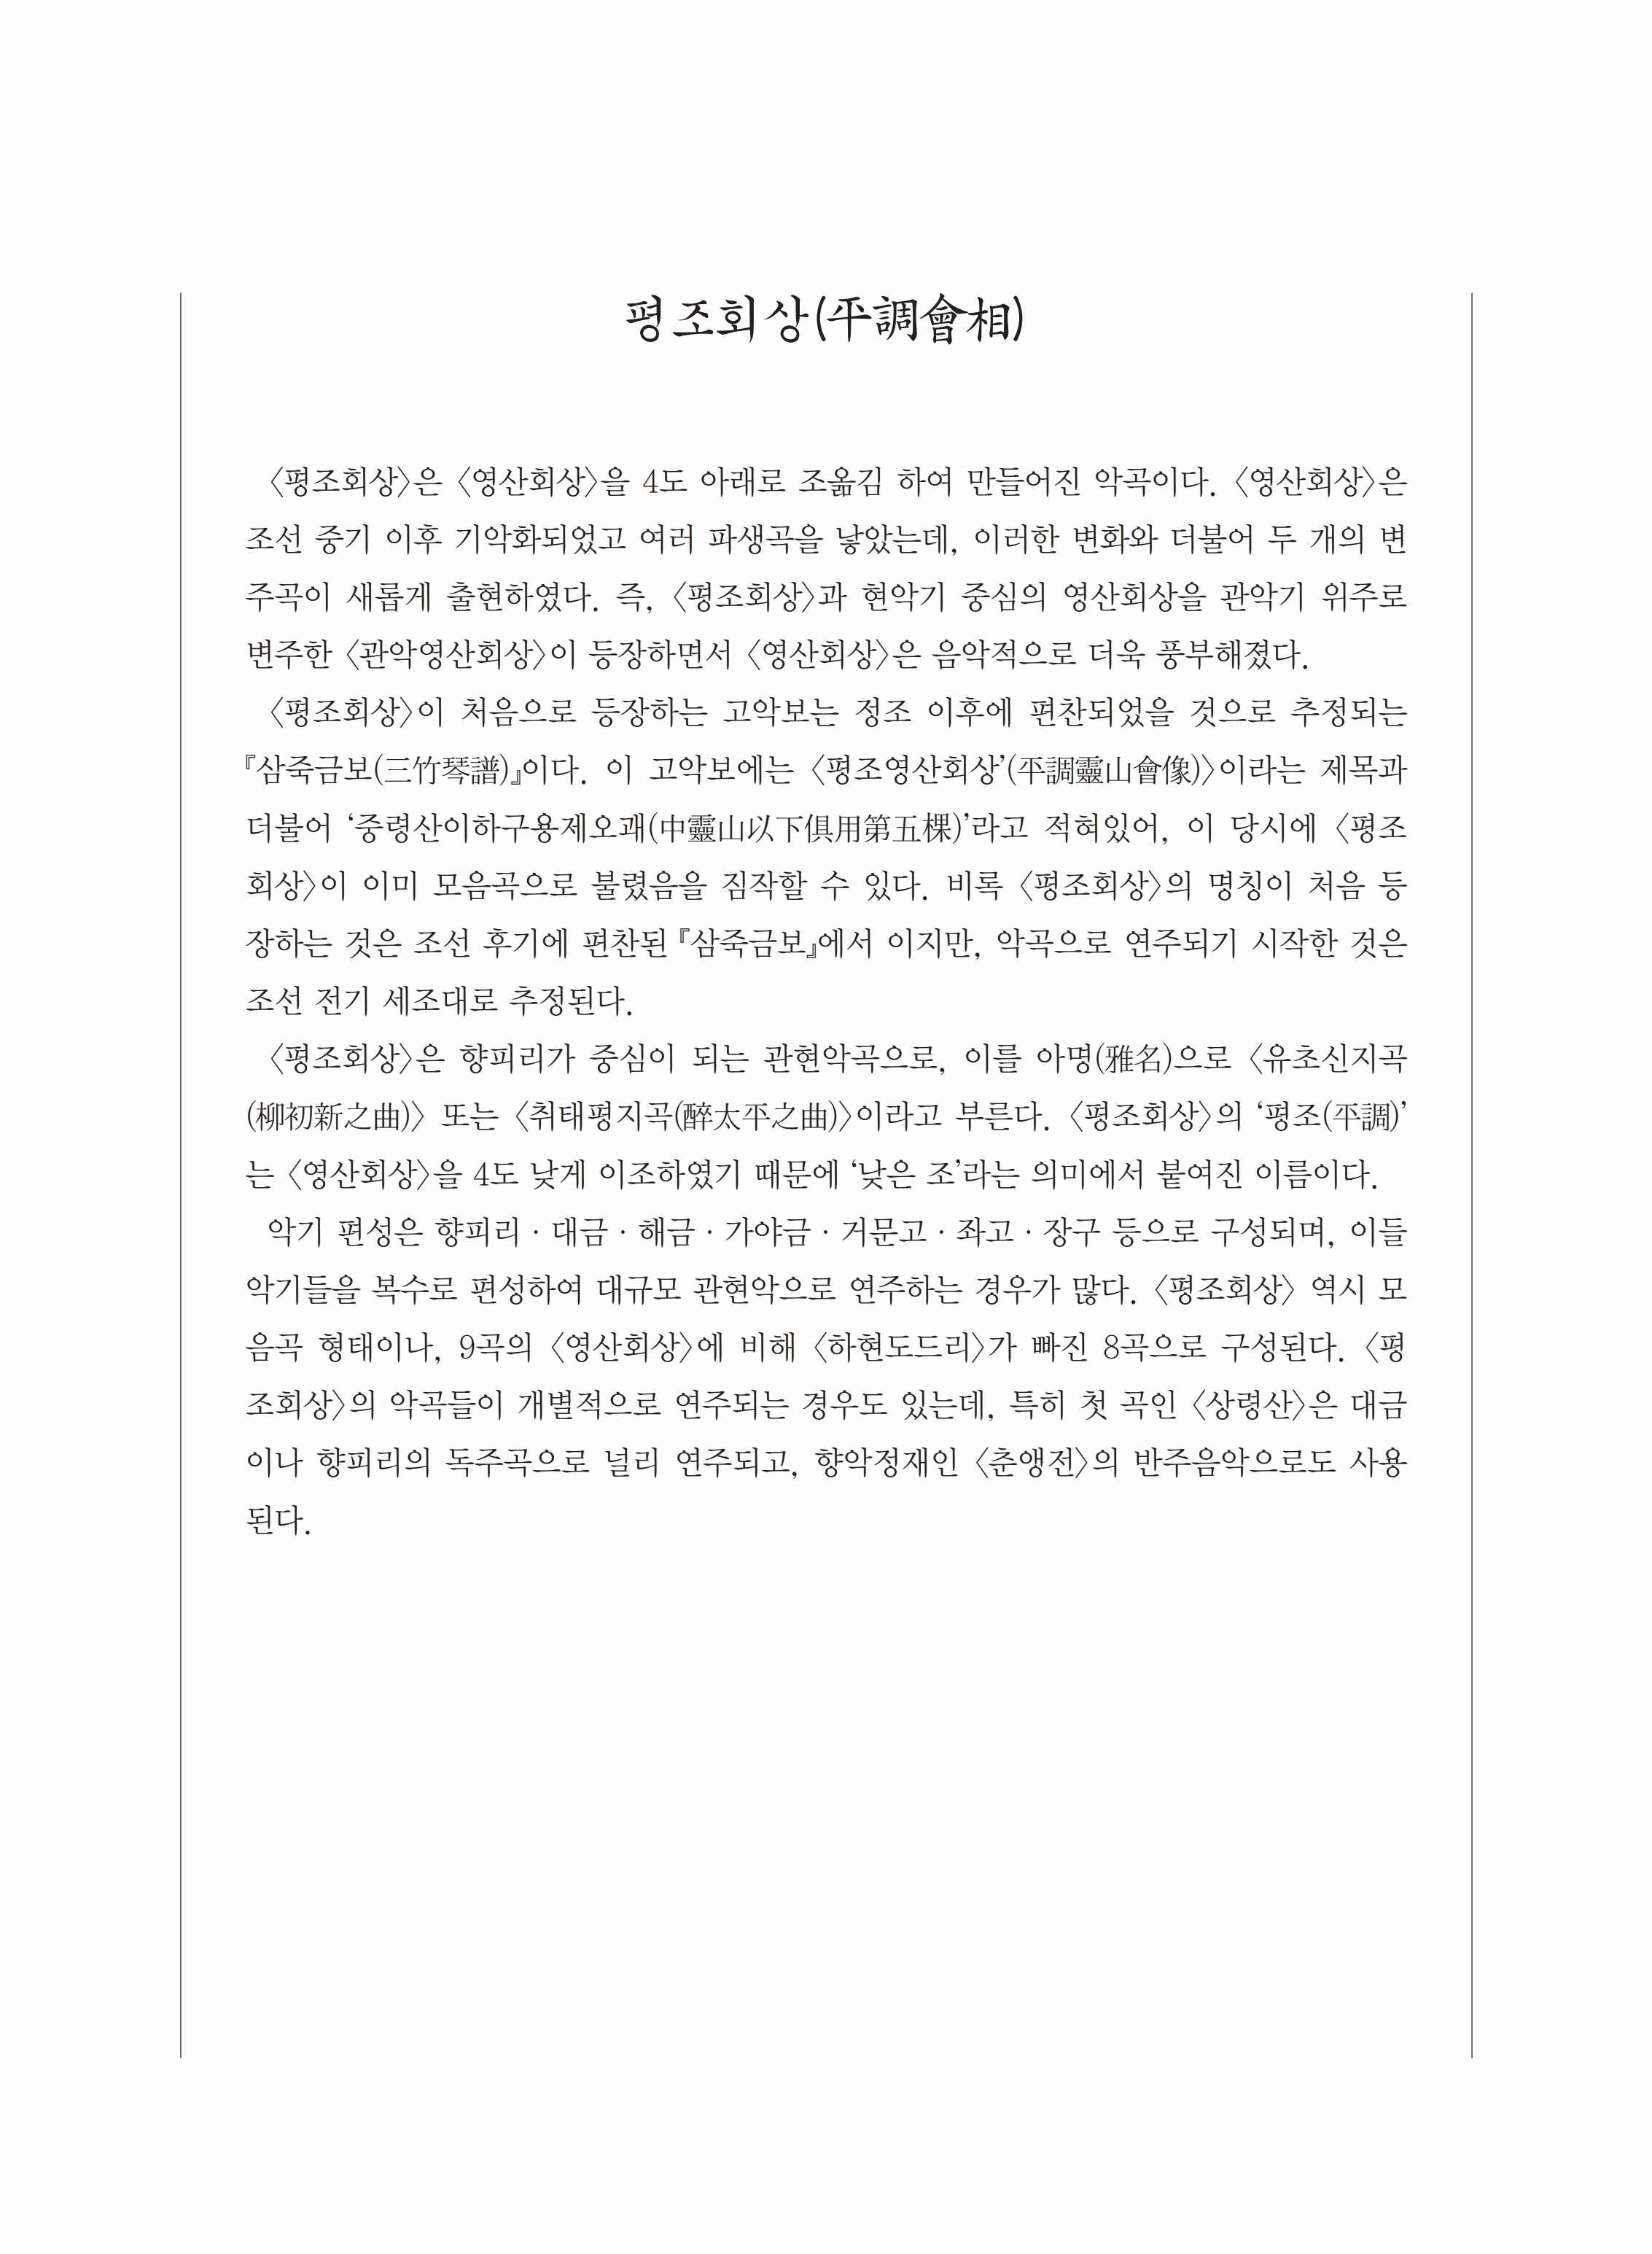 평조회상(平調會相)
〈평조회상〉은 〈영산회상〉을 4도 아래로 조옮김 하여 만들어진 악곡이다. 〈영산회상〉은
조선 중기 이후 기악화되었고 여러 파생곡을 낳았는데, 이러한 변화와 더불어 두 개의 변
주곡이 새롭게 출현하였다. 즉, 〈평조회상〉과 현악기 중심의 영산회상을 관악기 위주로
변주한 〈관악영산회상〉이 등장하면서 〈영산회상〉은 음악적으로 더욱 풍부해졌다.
〈평조회상〉이 처음으로 등장하는 고악보는 정조 이후에 편찬되었을 것으로 추정되는
『삼죽금보(三竹琴譜)』이다. 이 고악보에는 〈평조영산회상’(平調靈山會像)〉이라는 제목과
더불어 ‘중령산이하구용제오괘(中靈山以下俱用第五棵)’라고 적혀있어, 이 당시에 〈평조
회상〉이 이미 모음곡으로 불렸음을 짐작할 수 있다. 비록 〈평조회상〉의 명칭이 처음 등
장하는 것은 조선 후기에 편찬된 『삼죽금보』에서 이지만, 악곡으로 연주되기 시작한 것은
조선 전기 세조대로 추정된다.
〈평조회상〉은 향피리가 중심이 되는 관현악곡으로, 이를 아명(雅名)으로 〈유초신지곡
(柳初新之曲)〉 또는 〈취태평지곡(醉太平之曲)〉이라고 부른다. 〈평조회상〉의 ‘평조(平調)’
는 〈영산회상〉을 4도 낮게 이조하였기 때문에 ‘낮은 조’라는 의미에서 붙여진 이름이다.
악기 편성은 향피리 · 대금 · 해금 · 가야금 · 거문고 · 좌고 · 장구 등으로 구성되며, 이들
악기들을 복수로 편성하여 대규모 관현악으로 연주하는 경우가 많다. 〈평조회상〉 역시 모
음곡 형태이나, 9곡의 〈영산회상〉에 비해 〈하현도드리〉가 빠진 8곡으로 구성된다. 〈평
조회상〉의 악곡들이 개별적으로 연주되는 경우도 있는데, 특히 첫 곡인 〈상령산〉은 대금
이나 향피리의 독주곡으로 널리 연주되고, 향악정재인 〈춘앵전〉의 반주음악으로도 사용
된다.